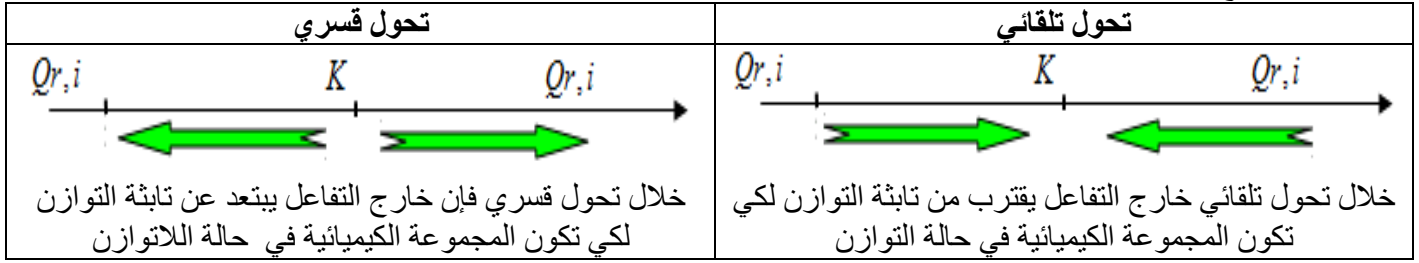 تحول تلقائي
Qr,i K Qr,i
خلال تحول تلقائي خارج التفاعل يقترب من تابثة التوازن لكي
تكون المجموعة الكيميائية في حالة التوازن
تحول قسري
Qr,i K Qr,i
خلال تحول قسري فإن خارج التفاعل يبتعد عن تابثة التوازن
لكي تكون المجموعة الكيميائية في حالة اللاتوازن